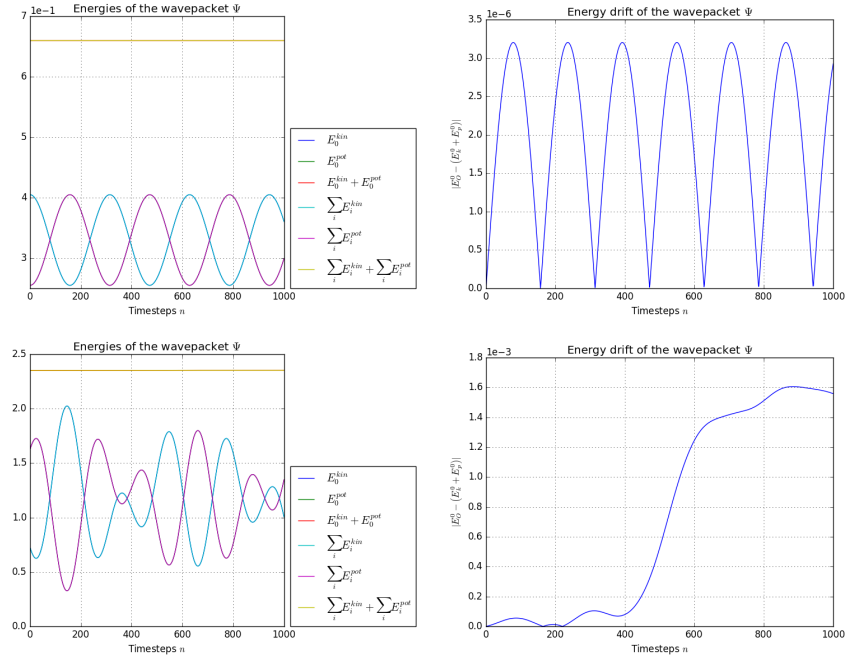 Energies of the wavepacket Ψ
1e−1
7
6
5
4
3
0 200 400 600 800 1000
Timesteps n
E_0^{kin}
E_0^{pot}
E_0^{kin} + E_0^{pot}
∑_i E_i^{kin}
∑_i E_i^{pot}
∑_i E_i^{kin} + ∑_i E_i^{pot}
Energy drift of the wavepacket Ψ
1e−6
3.5
3.0
2.5
2.0
1.5
1.0
0.5
0.0
|E_O^0 − (E_k^0 + E_p^0)|
0 200 400 600 800 1000
Timesteps n
Energies of the wavepacket Ψ
2.5
2.0
1.5
1.0
0.5
0.0
0 200 400 600 800 1000
Timesteps n
E_0^{kin}
E_0^{pot}
E_0^{kin} + E_0^{pot}
∑_i E_i^{kin}
∑_i E_i^{pot}
∑_i E_i^{kin} + ∑_i E_i^{pot}
Energy drift of the wavepacket Ψ
1e−3
1.8
1.6
1.4
1.2
1.0
0.8
0.6
0.4
0.2
0.0
|E_O^0 − (E_k^0 + E_p^0)|
0 200 400 600 800 1000
Timesteps n